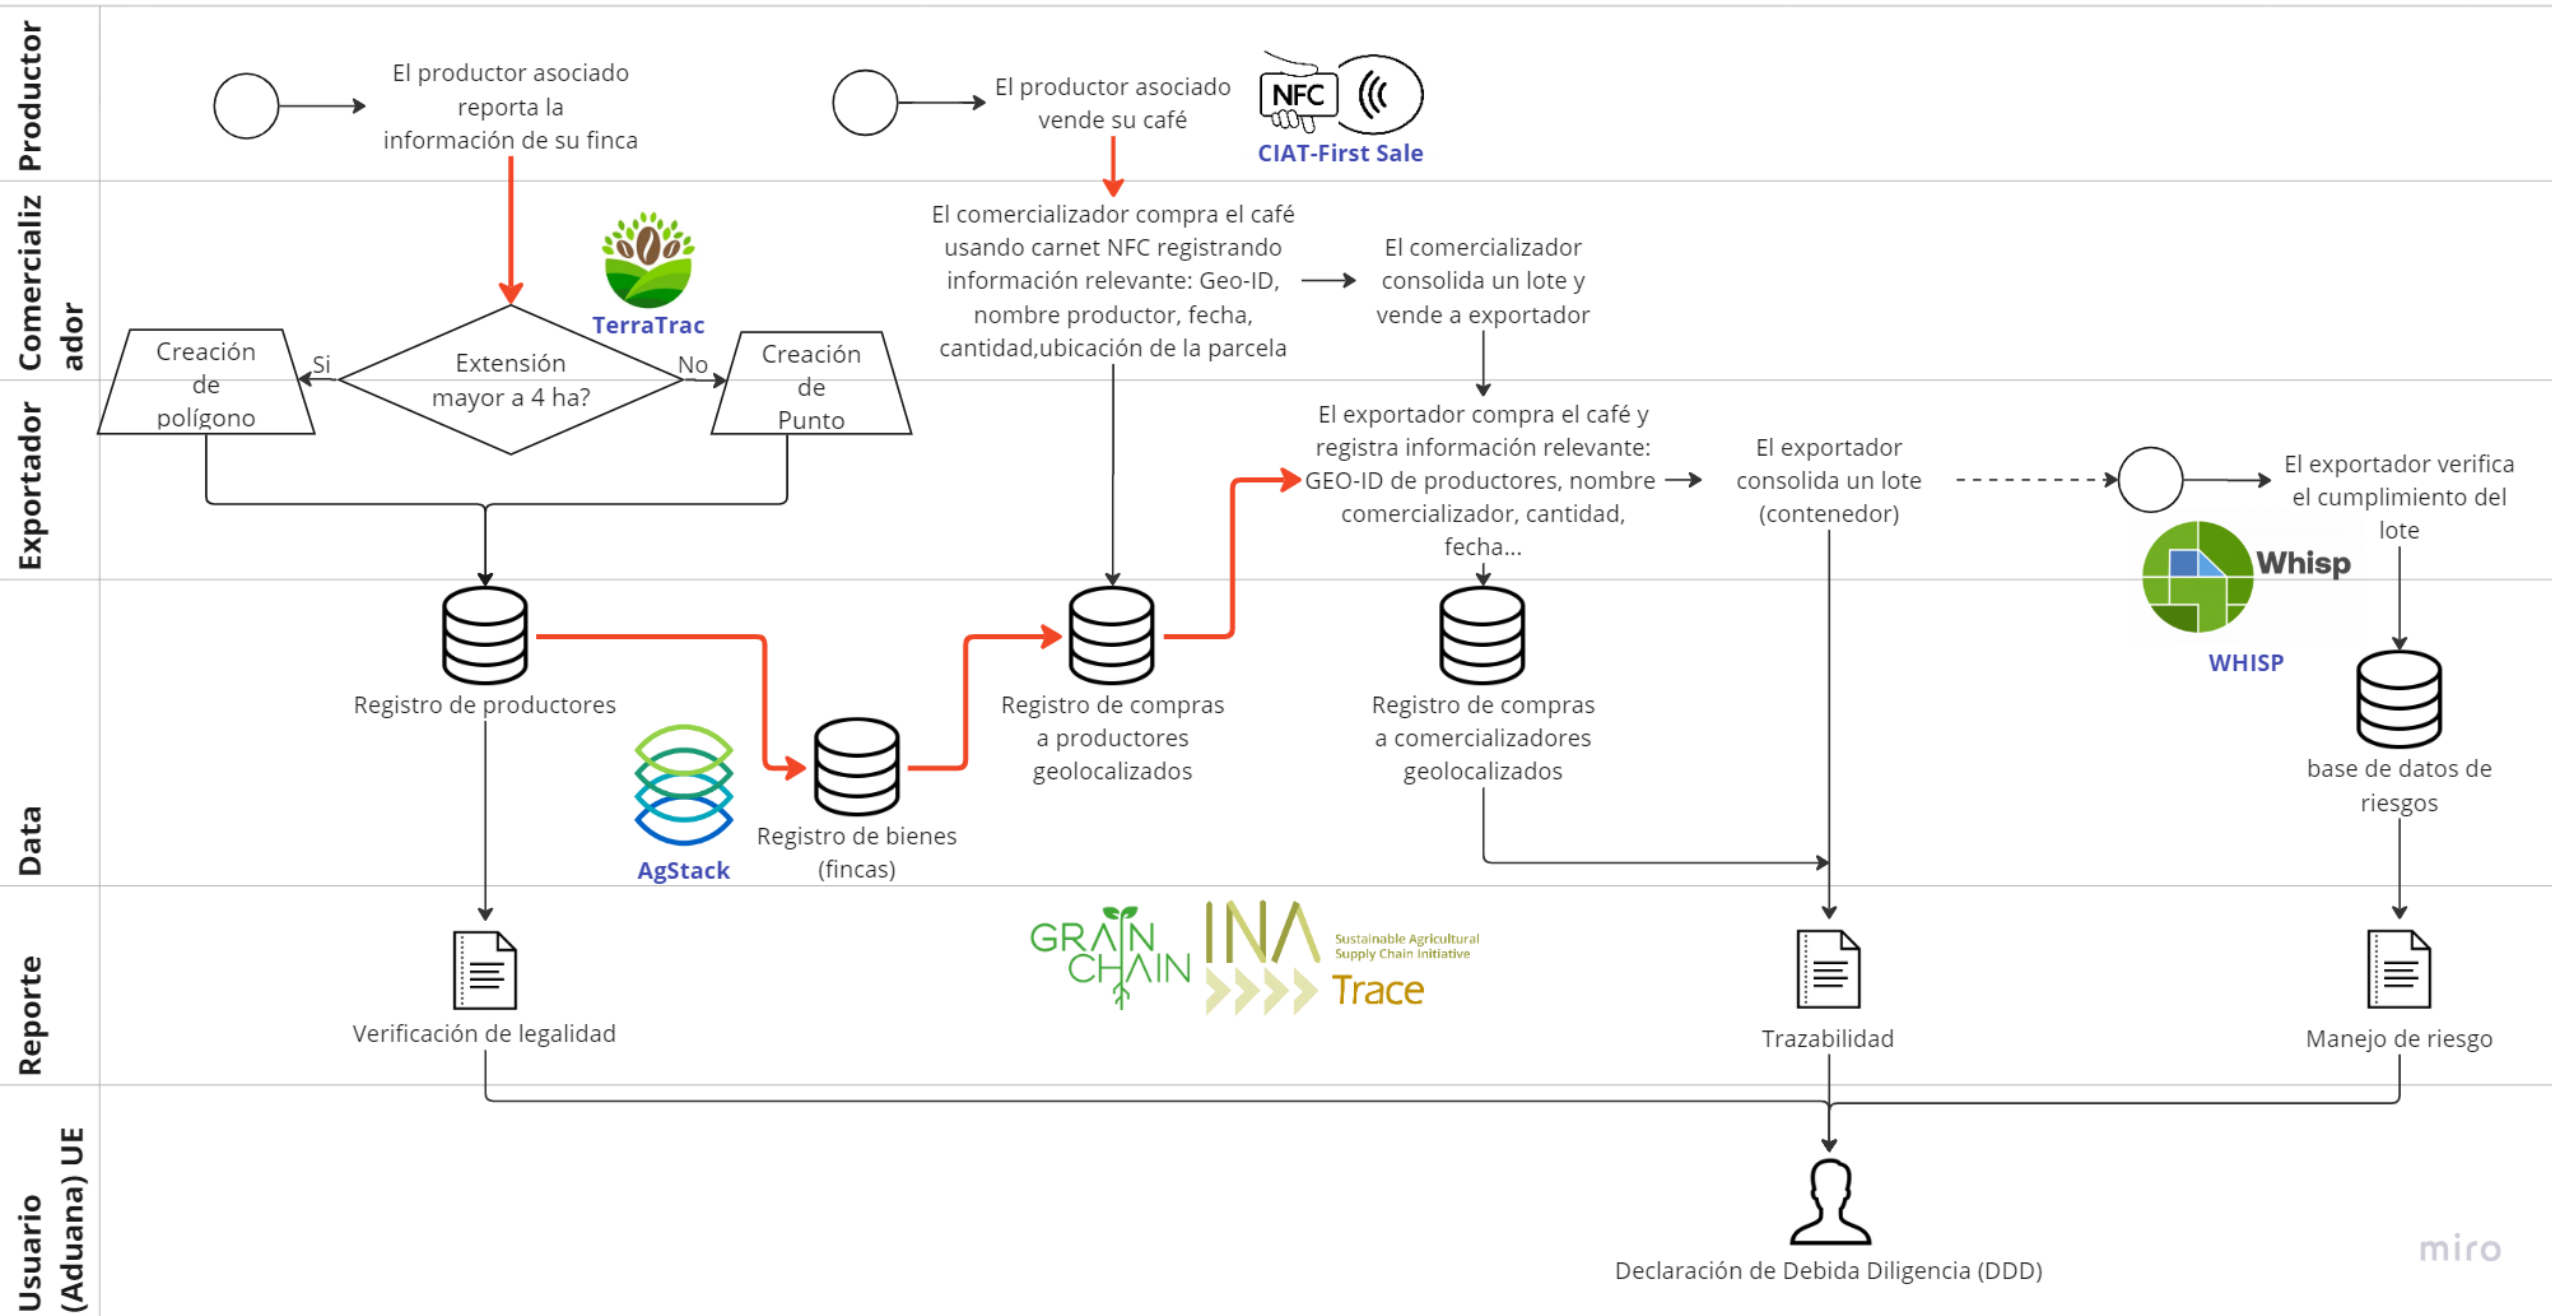 Productor
El productor asociado
reporta la
información de su finca
El productor asociado
vende su café
NFC
CIAT-First Sale
Comercializ
ador
TerraTrac
Creación
de
polígono
Si
Extensión
mayor a 4 ha?
No
Creación
de
Punto
El comercializador compra el café
usando carnet NFC registrando
información relevante: Geo-ID,
nombre productor, fecha,
cantidad,ubicación de la parcela
El comercializador
consolida un lote y
vende a exportador
Exportador
El exportador compra el café y
registra información relevante:
GEO-ID de productores, nombre
comercializador, cantidad,
fecha...
El exportador
consolida un lote
(contenedor)
El exportador verifica
el cumplimiento del
lote
Whisp
WHISP
Data
Registro de productores
AgStack
Registro de bienes
(fincas)
Registro de compras
a productores
geolocalizados
Registro de compras
a comercializadores
geolocalizados
base de datos de
riesgos
Reporte
Verificación de legalidad
GRAIN
CHAIN
INA
Sustainable Agricultural
Supply Chain Initiative
Trace
Trazabilidad
Manejo de riesgo
Usuario
(Aduana) UE
Declaración de Debida Diligencia (DDD)
miro